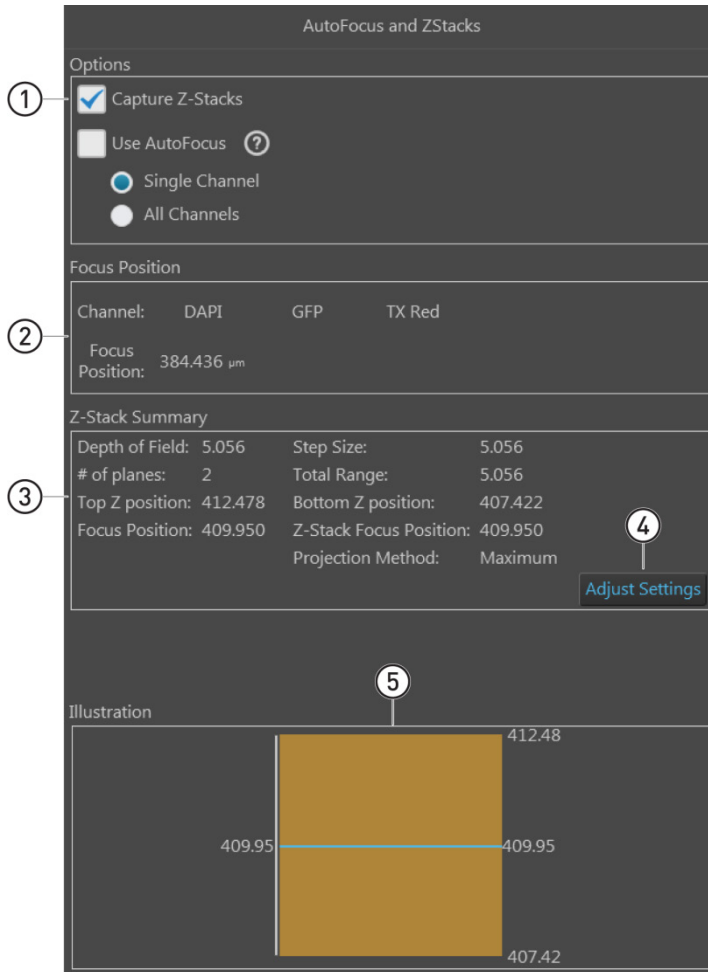 AutoFocus and ZStacks
Options
1
Capture Z-Stacks
Use AutoFocus ?
Single Channel
All Channels
Focus Position
2
Channel: DAPI GFP TX Red
Focus
Position: 384.436 µm
Z-Stack Summary
Depth of Field: 5.056 Step Size: 5.056
# of planes: 2 Total Range: 5.056
3
Top Z position: 412.478 Bottom Z position: 407.422
Focus Position: 409.950 Z-Stack Focus Position: 409.950
4
Projection Method: Maximum
Adjust Settings
5
Illustration
412.48
409.95 409.95
407.42